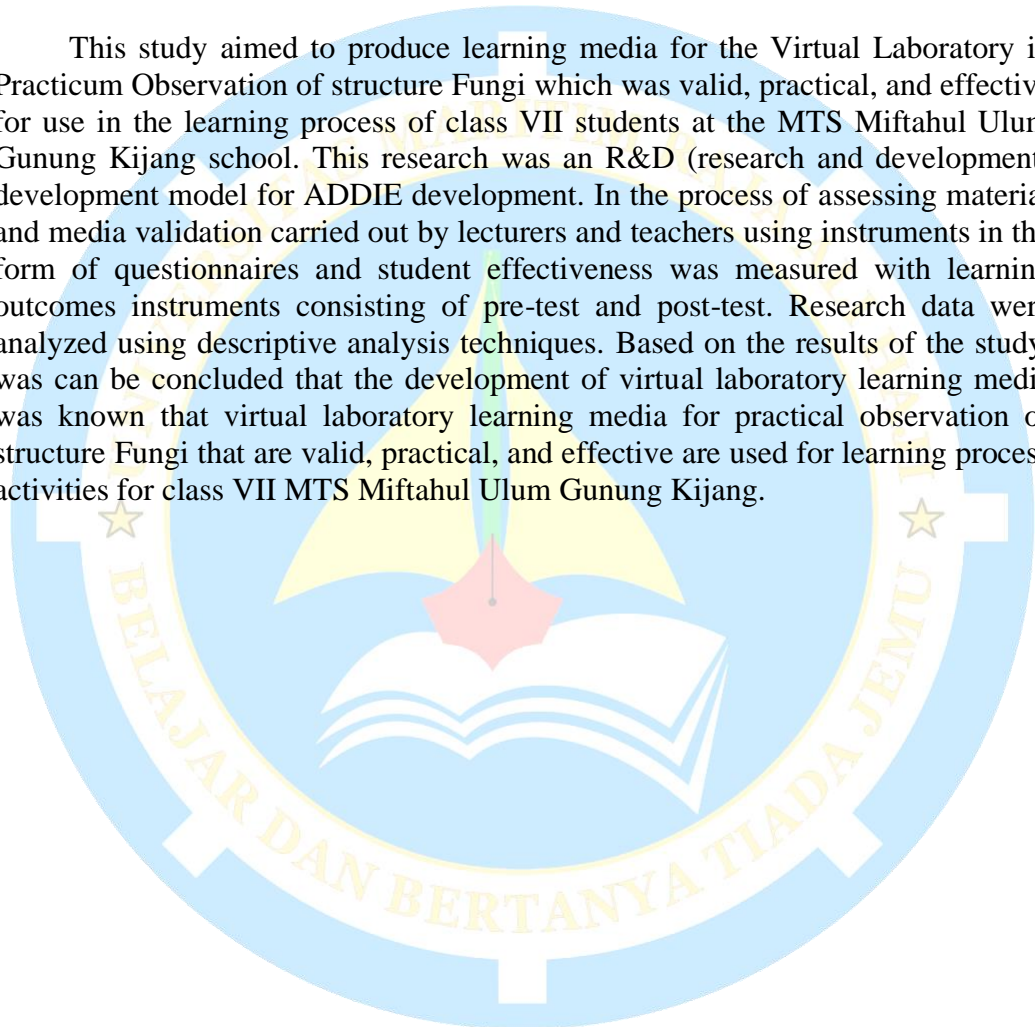 This study aimed to produce learning media for the Virtual Laboratory i
Practicum Observation of structure Fungi which was valid, practical, and effectiv
for use in the learning process of class VII students at the MTS Miftahul Ulum
Gunung Kijang school. This research was an R&D (research and development
development model for ADDIE development. In the process of assessing materia
and media validation carried out by lecturers and teachers using instruments in th
form of questionnaires and student effectiveness was measured with learnin
outcomes instruments consisting of pre-test and post-test. Research data wer
analyzed using descriptive analysis techniques. Based on the results of the study
was can be concluded that the development of virtual laboratory learning medi
was known that virtual laboratory learning media for practical observation o
structure Fungi that are valid, practical, and effective are used for learning proces
activities for class VII MTS Miftahul Ulum Gunung Kijang.
UNIVERSITAS MARITIM RAJA ALI HAJI
BELAJAR DAN BERTANYA TIADA JEMU